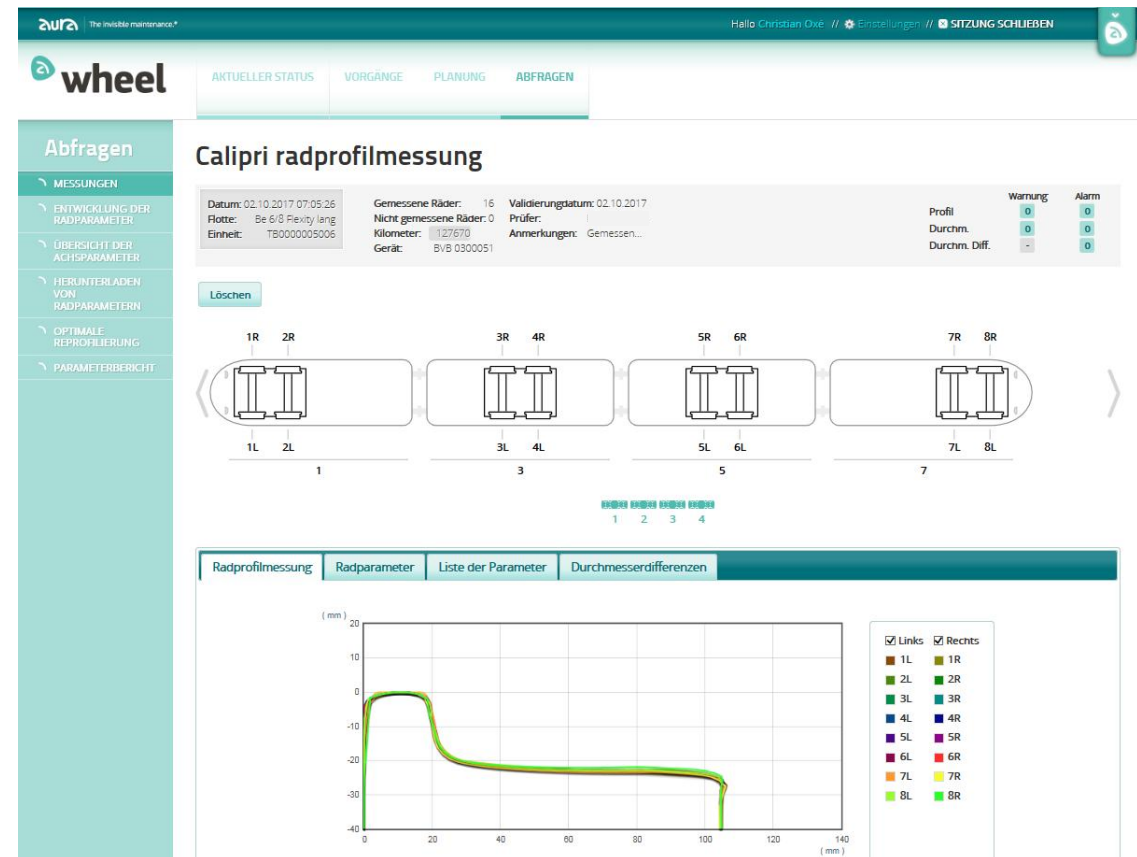 aura The invisible maintenance.*
Hallo Christian Oxé // Einstellungen // SITZUNG SCHLIEßEN
wheel
AKTUELLER STATUS VORGÄNGE PLANUNG ABFRAGEN
Abfragen
MESSUNGEN
ENTWICKLUNG DER
RADPARAMETER
ÜBERSICHT DER
ACHSPARAMETER
HERUNTERLADEN
VON
RADPARAMETERN
OPTIMALE
REPROFILIERUNG
PARAMETERBERICHT
Calipri radprofilmessung
Datum: 02.10.2017 07:05:26
Flotte: Be 6/8 Flexity lang
Einheit: TB0000005006
Gemessene Räder: 16
Nicht gemessene Räder: 0
Kilometer: 127670
Gerät: BVB 0300051
Validierungdatum: 02.10.2017
Prüfer:
Anmerkungen: Gemessen...
Warnung Alarm
Profil 0 0
Durchm. 0 0
Durchm. Diff. - 0
Löschen
1R 2R 3R 4R 5R 6R 7R 8R
1L 2L 3L 4L 5L 6L 7L 8L
1 3 5 7
1 2 3 4
Radprofilmessung Radparameter Liste der Parameter Durchmesserdifferenzen
( mm )
20
10
0
-10
-20
-30
-40
0 20 40 60 80 100 120 140
( mm )
Links Rechts
1L 1R
2L 2R
3L 3R
4L 4R
5L 5R
6L 6R
7L 7R
8L 8R